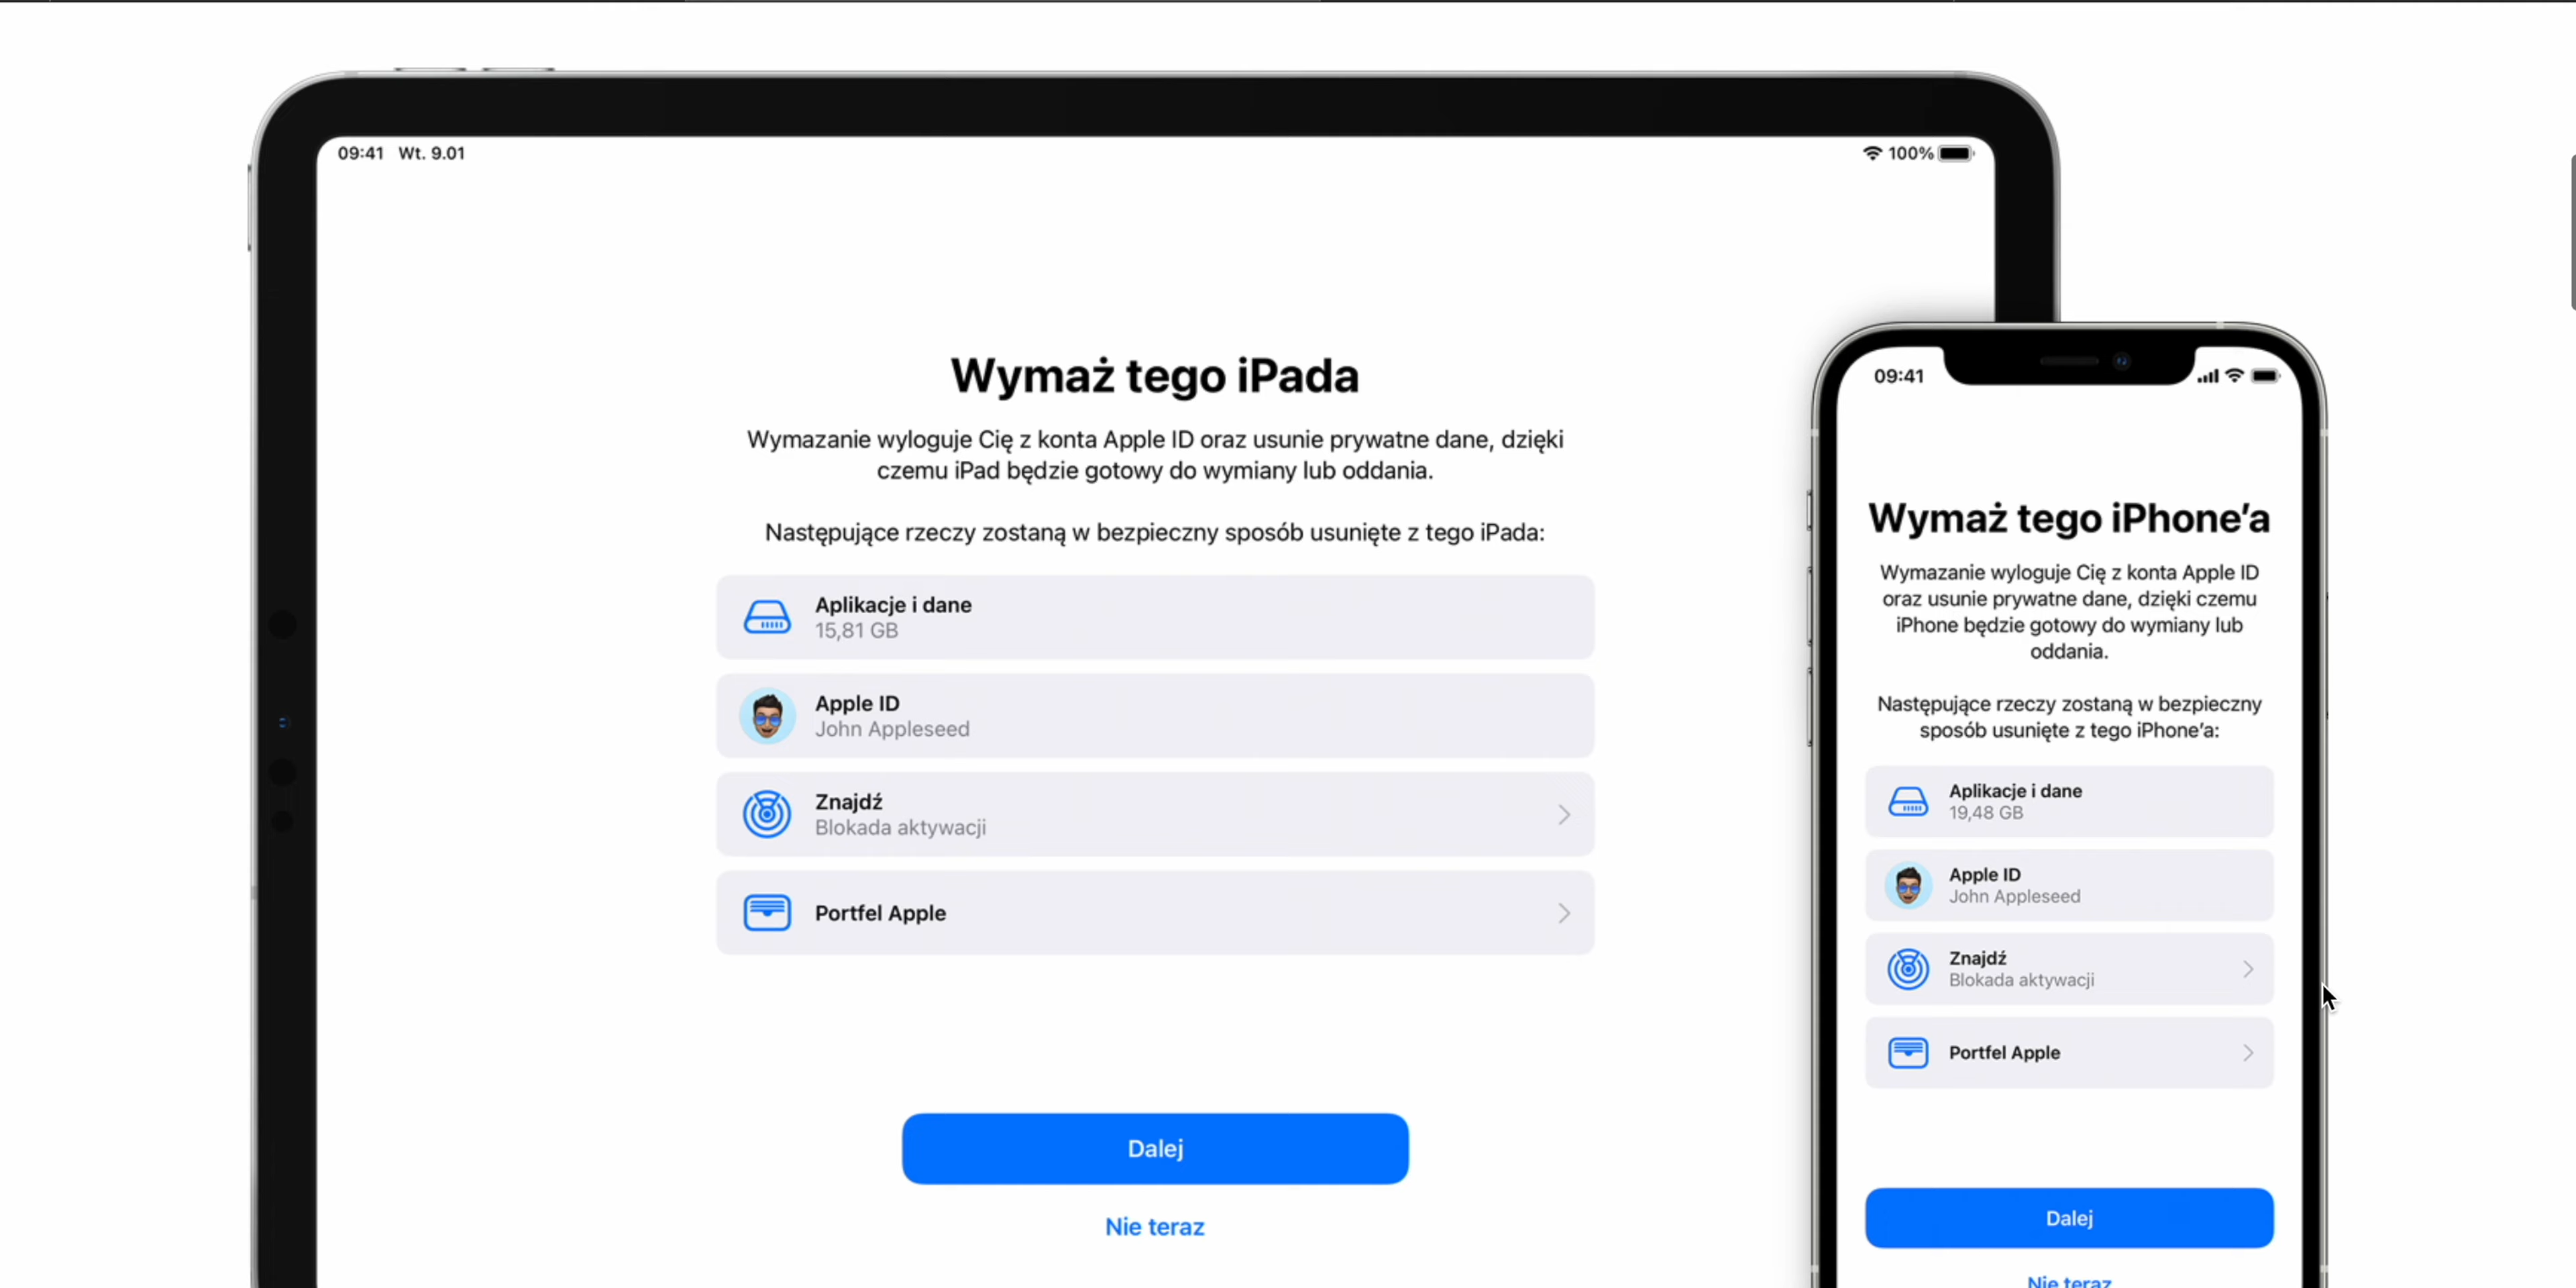 09:41 Wt. 9.01
100%
Wymaż tego iPada
Wymazanie wyloguje Cię z konta Apple ID oraz usunie prywatne dane, dzięki
czemu iPad będzie gotowy do wymiany lub oddania.
Następujące rzeczy zostaną w bezpieczny sposób usunięte z tego iPada:
Aplikacje i dane
15,81 GB
Apple ID
John Appleseed
Znajdź
Blokada aktywacji
Portfel Apple
Dalej
Nie teraz
09:41
Wymaż tego iPhone’a
Wymazanie wyloguje Cię z konta Apple ID
oraz usunie prywatne dane, dzięki czemu
iPhone będzie gotowy do wymiany lub
oddania.
Następujące rzeczy zostaną w bezpieczny
sposób usunięte z tego iPhone’a:
Aplikacje i dane
19,48 GB
Apple ID
John Appleseed
Znajdź
Blokada aktywacji
Portfel Apple
Dalej
Nie teraz